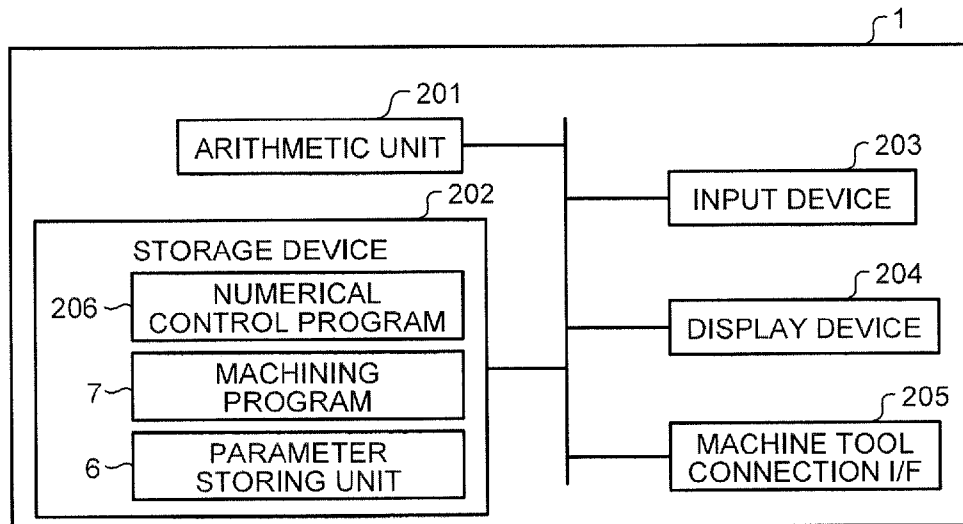 1
201
ARITHMETIC UNIT
203
INPUT DEVICE
202
STORAGE DEVICE
206
NUMERICAL
CONTROL PROGRAM
204
DISPLAY DEVICE
7
MACHINING
PROGRAM
205
MACHINE TOOL
CONNECTION I/F
6
PARAMETER
STORING UNIT